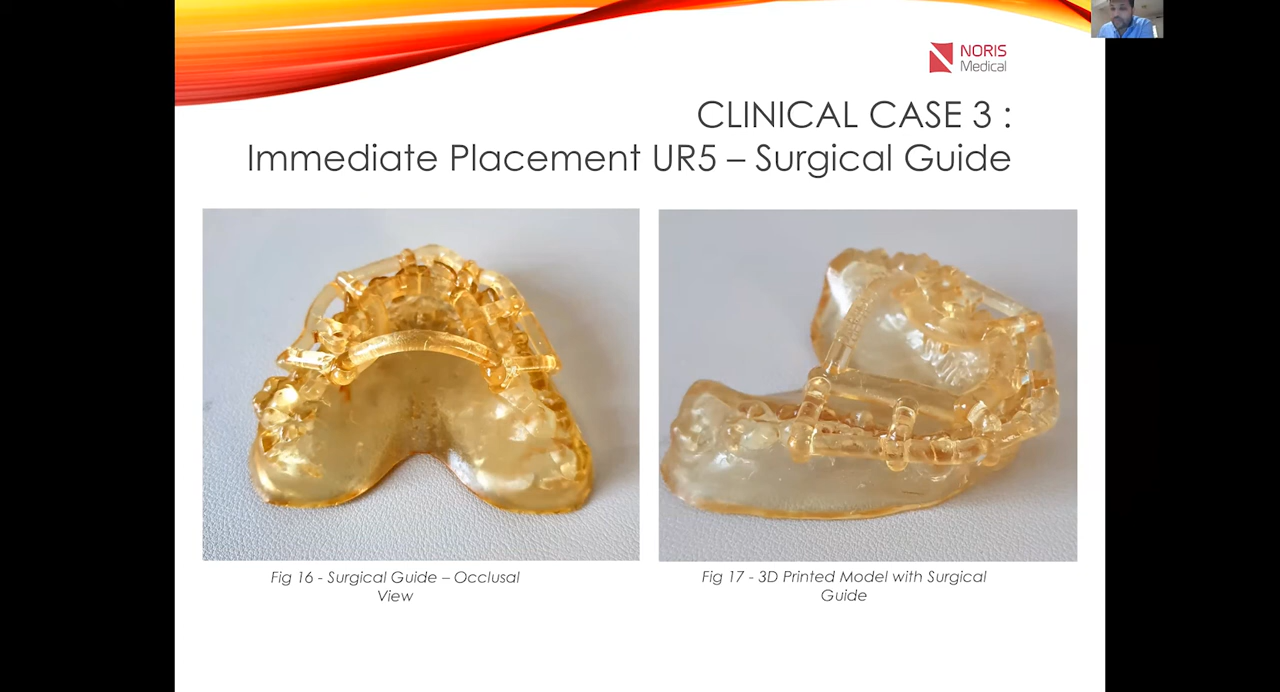 NORIS
Medical
CLINICAL CASE 3 :
Immediate Placement UR5 – Surgical Guide
Fig 16 - Surgical Guide – Occlusal
View
Fig 17 - 3D Printed Model with Surgical
Guide